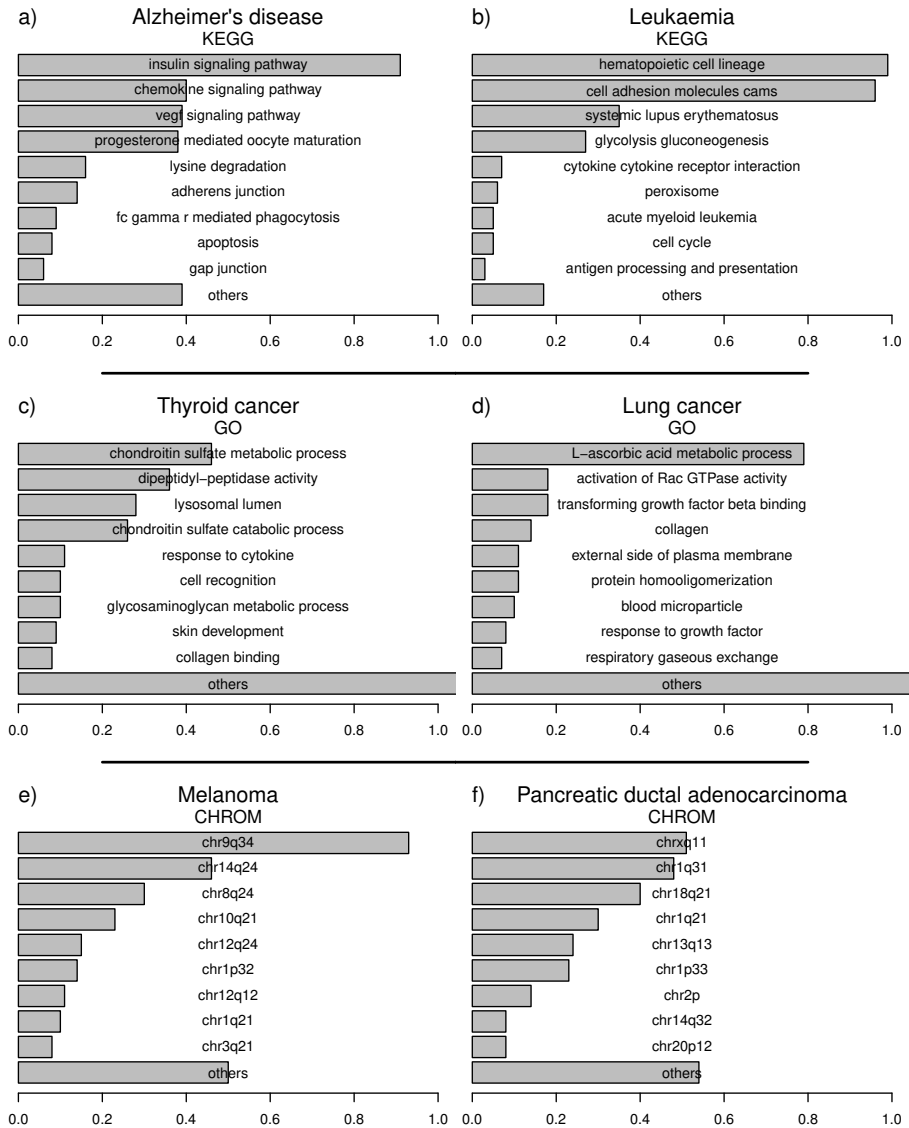 a) Alzheimer's disease
KEGG
insulin signaling pathway
chemokine signaling pathway
vegf signaling pathway
progesterone mediated oocyte maturation
lysine degradation
adherens junction
fc gamma r mediated phagocytosis
apoptosis
gap junction
others
0.0 0.2 0.4 0.6 0.8 1.0
b) Leukaemia
KEGG
hematopoietic cell lineage
cell adhesion molecules cams
systemic lupus erythematosus
glycolysis gluconeogenesis
cytokine cytokine receptor interaction
peroxisome
acute myeloid leukemia
cell cycle
antigen processing and presentation
others
0.0 0.2 0.4 0.6 0.8 1.0
c) Thyroid cancer
GO
chondroitin sulfate metabolic process
dipeptidyl−peptidase activity
lysosomal lumen
chondroitin sulfate catabolic process
response to cytokine
cell recognition
glycosaminoglycan metabolic process
skin development
collagen binding
others
0.0 0.2 0.4 0.6 0.8 1.0
d) Lung cancer
GO
L−ascorbic acid metabolic process
activation of Rac GTPase activity
transforming growth factor beta binding
collagen
external side of plasma membrane
protein homooligomerization
blood microparticle
response to growth factor
respiratory gaseous exchange
others
0.0 0.2 0.4 0.6 0.8 1.0
e) Melanoma
CHROM
chr9q34
chr14q24
chr8q24
chr10q21
chr12q24
chr1p32
chr12q12
chr1q21
chr3q21
others
0.0 0.2 0.4 0.6 0.8 1.0
f) Pancreatic ductal adenocarcinoma
CHROM
chrxq11
chr1q31
chr18q21
chr1q21
chr13q13
chr1p33
chr2p
chr14q32
chr20p12
others
0.0 0.2 0.4 0.6 0.8 1.0